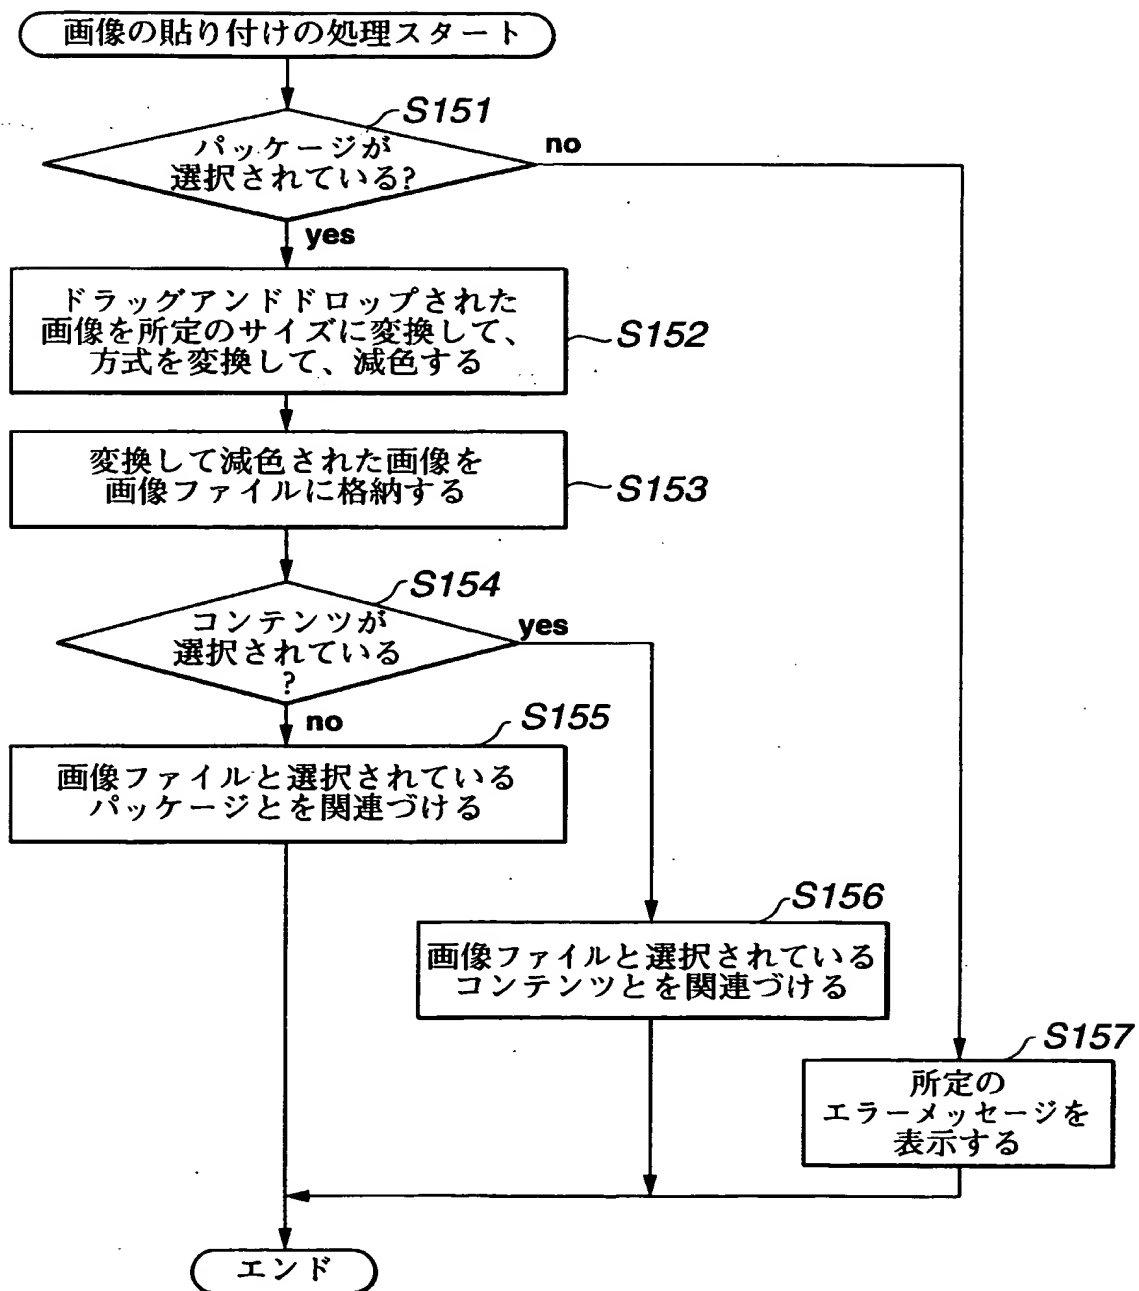 画像の貼り付けの処理スタート
S151
パッケージが
選択されている?
no
yes
ドラッグアンドドロップされた
画像を所定のサイズに変換して、
方式を変換して、減色する
S152
変換して減色された画像を
画像ファイルに格納する
S153
S154
コンテンツが
選択されている
?
yes
no
S155
画像ファイルと選択されている
パッケージとを関連づける
S156
画像ファイルと選択されている
コンテンツとを関連づける
S157
所定の
エラーメッセージを
表示する
エンド